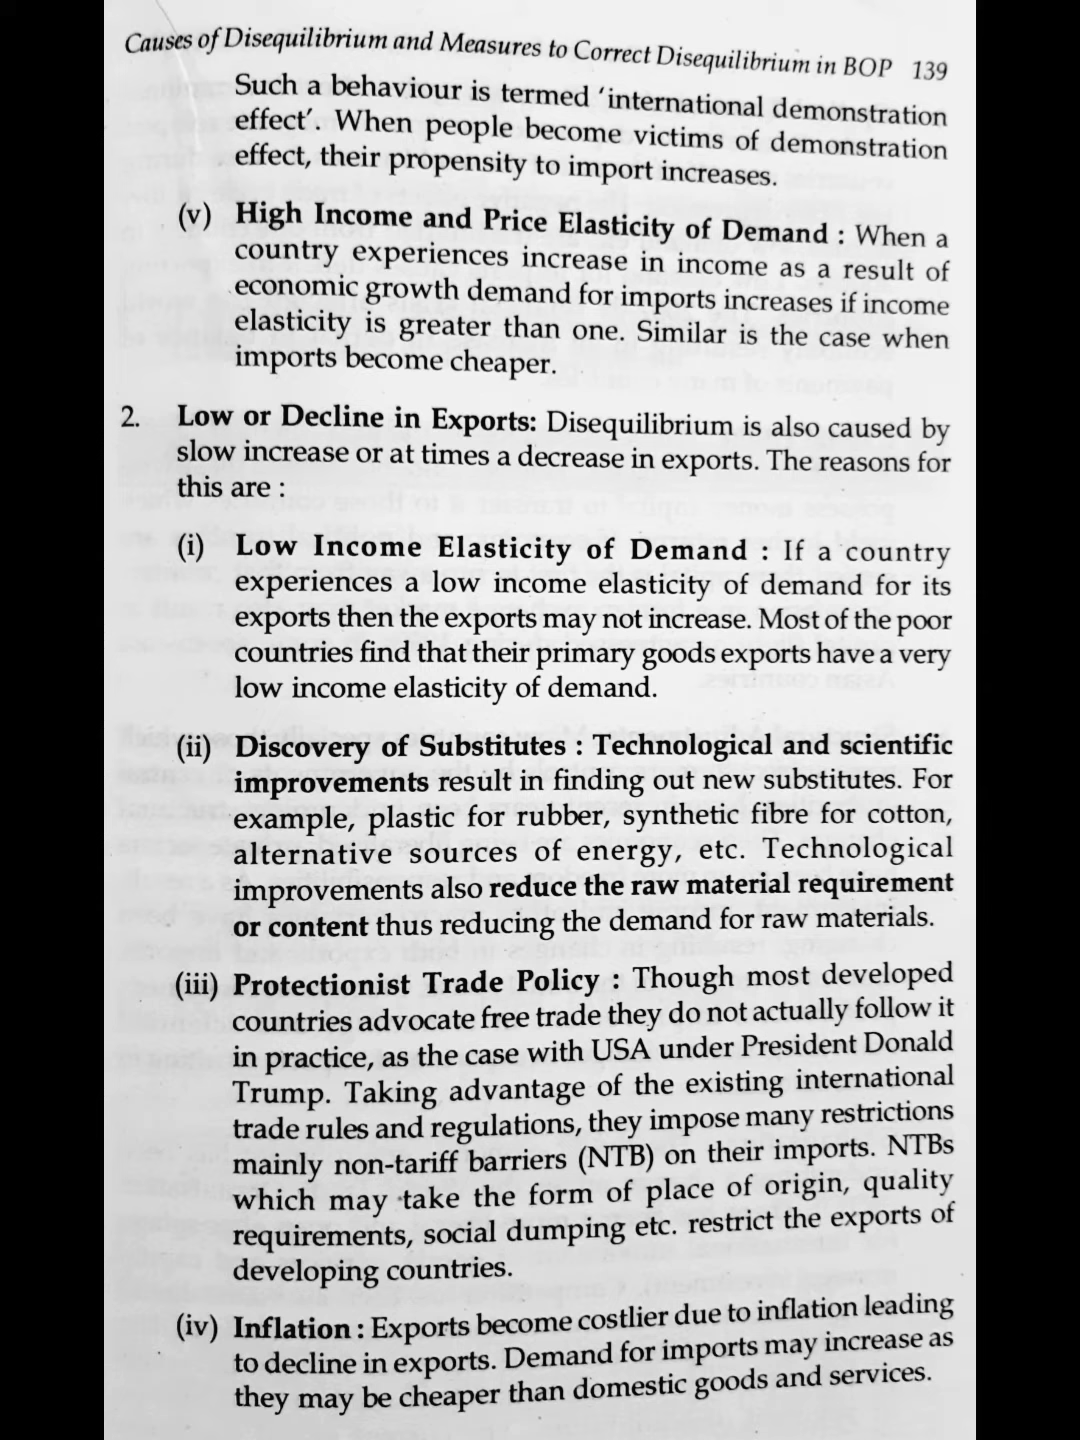 Causes of Disequilibrium and Measures to Correct Disequilibrium in BOP 139
Such a behaviour is termed 'international demonstration
effect'. When people become victims of demonstration
effect, their propensity to import increases.
(v) High Income and Price Elasticity of Demand : When a
country experiences increase in income as a result of
economic growth demand for imports increases if income
elasticity is greater than one. Similar is the case when
imports become cheaper.
2. Low or Decline in Exports: Disequilibrium is also caused by
slow increase or at times a decrease in exports. The reasons for
this are :
(i) Low Income Elasticity of Demand : If a country
experiences a low income elasticity of demand for its
exports then the exports may not increase. Most of the poor
countries find that their primary goods exports have a very
low income elasticity of demand.
(ii) Discovery of Substitutes : Technological and scientific
improvements result in finding out new substitutes. For
example, plastic for rubber, synthetic fibre for cotton,
alternative sources of energy, etc. Technological
improvements also reduce the raw material requirement
or content thus reducing the demand for raw materials.
(iii) Protectionist Trade Policy : Though most developed
countries advocate free trade they do not actually follow it
in practice, as the case with USA under President Donald
Trump. Taking advantage of the existing international
trade rules and regulations, they impose many restrictions
mainly non-tariff barriers (NTB) on their imports. NTBs
which may take the form of place of origin, quality
requirements, social dumping etc. restrict the exports of
developing countries.
(iv) Inflation : Exports become costlier due to inflation leading
to decline in exports. Demand for imports may increase as
they may be cheaper than domestic goods and services.